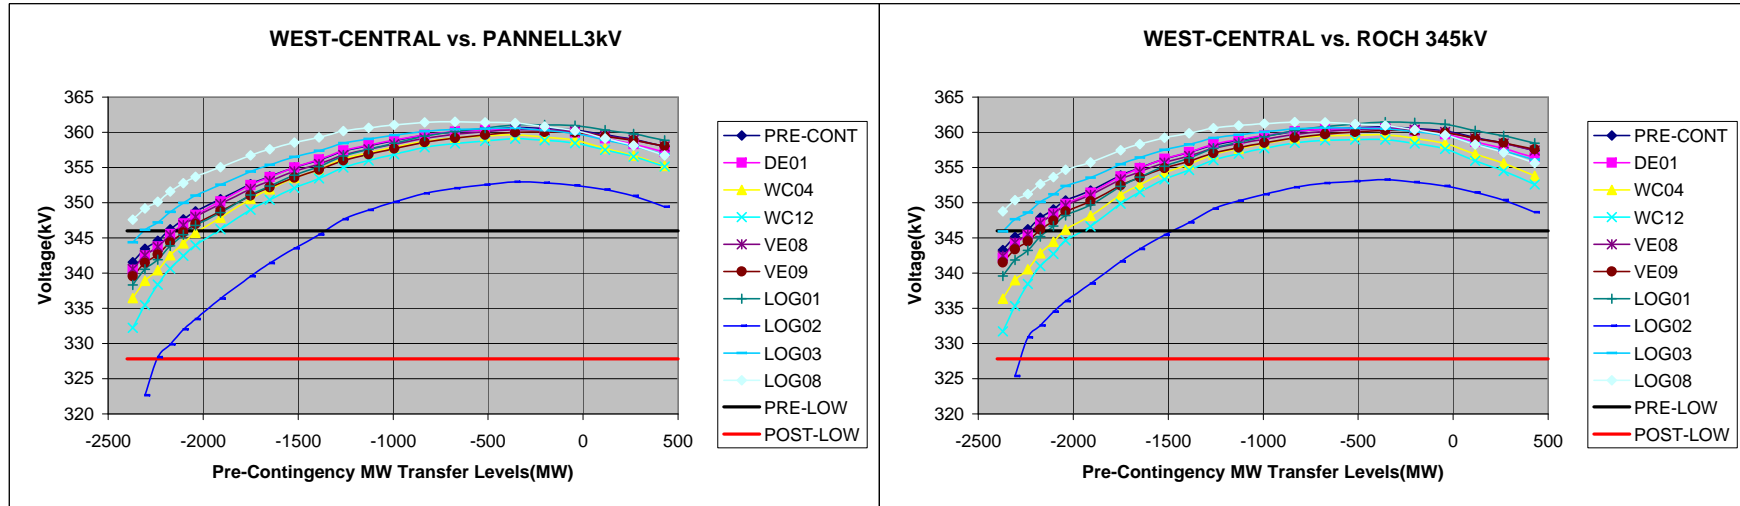 WEST-CENTRAL vs. PANNELL3kV
Voltage(kV)
365
360
355
350
345
340
335
330
325
320
-2500 -2000 -1500 -1000 -500 0 500
Pre-Contingency MW Transfer Levels(MW)
PRE-CONT
DE01
WC04
WC12
VE08
VE09
LOG01
LOG02
LOG03
LOG08
PRE-LOW
POST-LOW
WEST-CENTRAL vs. ROCH 345kV
Voltage(kV)
365
360
355
350
345
340
335
330
325
320
-2500 -2000 -1500 -1000 -500 0 500
Pre-Contingency MW Transfer Levels(MW)
PRE-CONT
DE01
WC04
WC12
VE08
VE09
LOG01
LOG02
LOG03
LOG08
PRE-LOW
POST-LOW